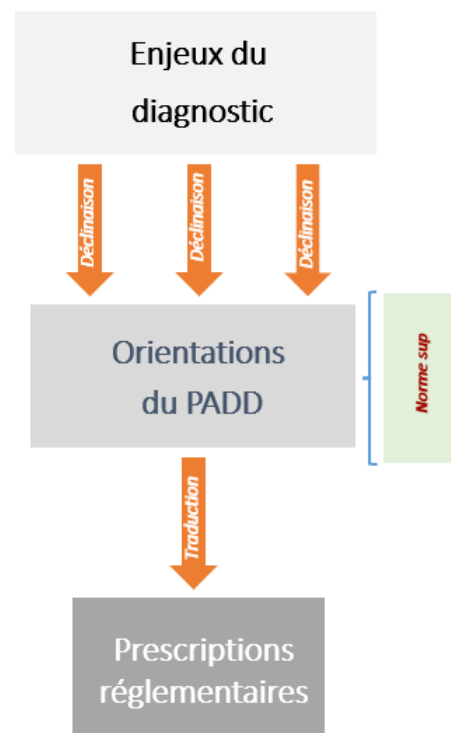 Enjeux du
diagnostic
Déclinaison
Déclinaison
Déclinaison
Orientations
du PADD
Norme sup
Traduction
Prescriptions
réglementaires